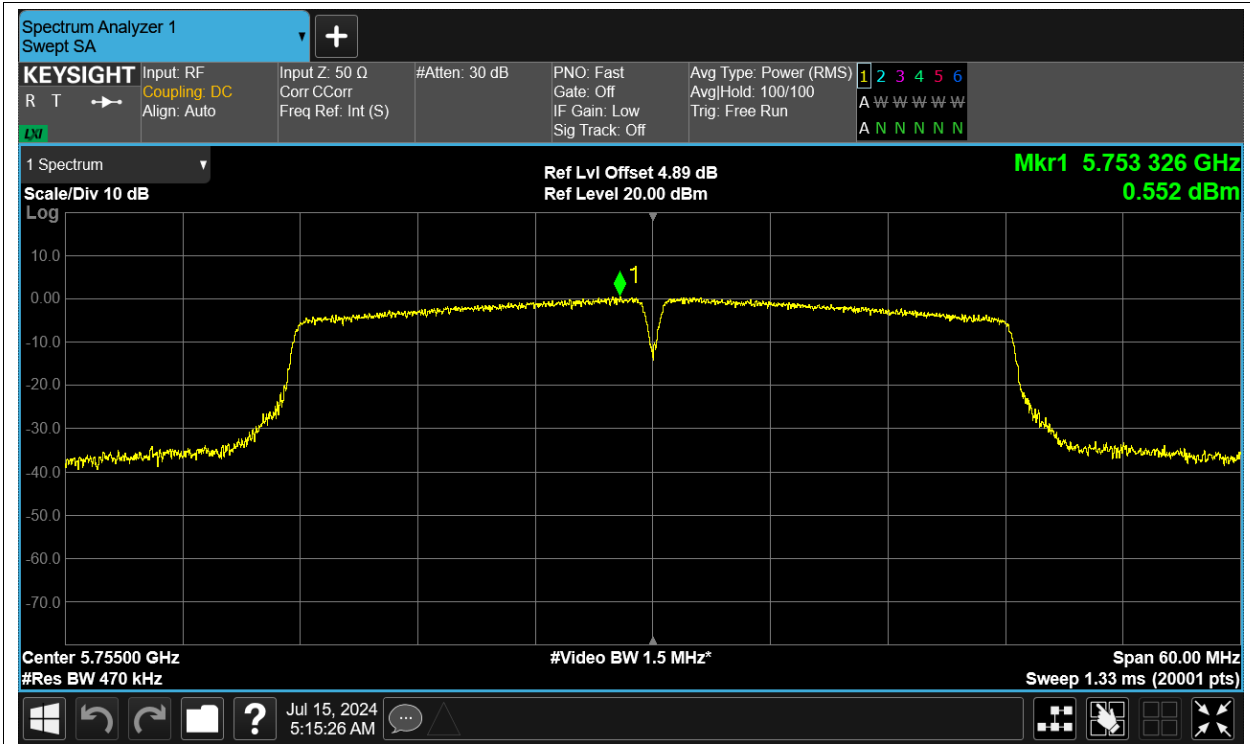 Spectrum Analyzer 1
Swept SA
KEYSIGHT
R T
LXI
Input: RF
Coupling: DC
Align: Auto
Input Z: 50 Ω
Corr CCorr
Freq Ref: Int (S)
#Atten: 30 dB
PNO: Fast
Gate: Off
IF Gain: Low
Sig Track: Off
Avg Type: Power (RMS)
Avg|Hold: 100/100
Trig: Free Run
1 2 3 4 5 6
A W W W W W
A N N N N N
1 Spectrum
Scale/Div 10 dB
Ref Lvl Offset 4.89 dB
Ref Level 20.00 dBm
Mkr1 5.753 326 GHz
0.552 dBm
Log
10.0
0.00
-10.0
-20.0
-30.0
-40.0
-50.0
-60.0
-70.0
1
Center 5.75500 GHz
#Res BW 470 kHz
#Video BW 1.5 MHz*
Span 60.00 MHz
Sweep 1.33 ms (20001 pts)
?
Jul 15, 2024
5:15:26 AM